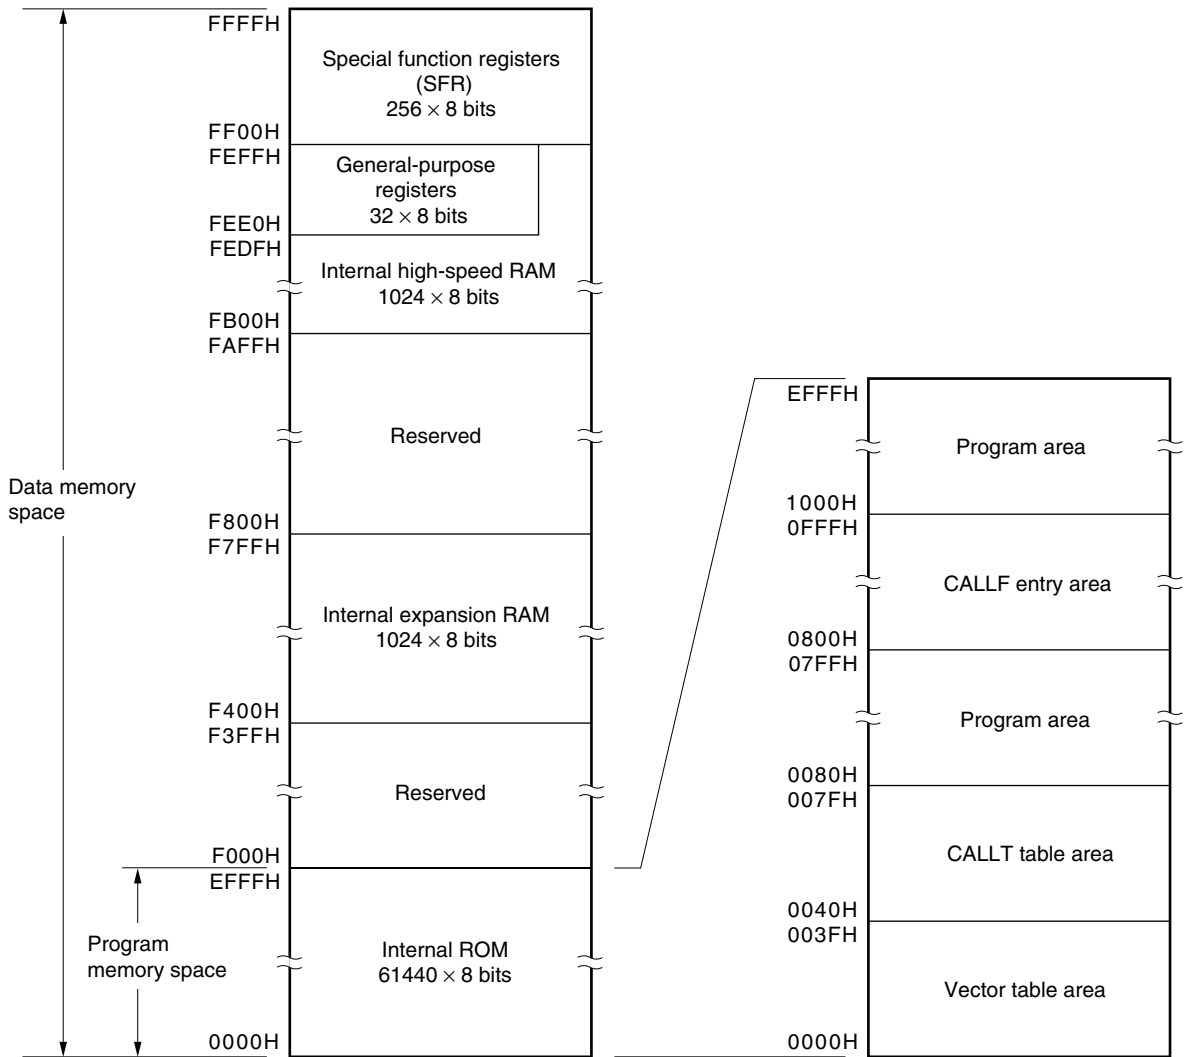 FFFFH
Special function registers
(SFR)
256 × 8 bits
FF00H
FEFFH
General-purpose
registers
32 × 8 bits
FEE0H
FEDFH
Internal high-speed RAM
1024 × 8 bits
FB00H
FAFFH
Reserved
F800H
F7FFH
Internal expansion RAM
1024 × 8 bits
F400H
F3FFH
Reserved
F000H
EFFFH
Internal ROM
61440 × 8 bits
0000H
Data memory
space
Program
memory space
EFFFH
Program area
1000H
0FFFH
CALLF entry area
0800H
07FFH
Program area
0080H
007FH
CALLT table area
0040H
003FH
Vector table area
0000H